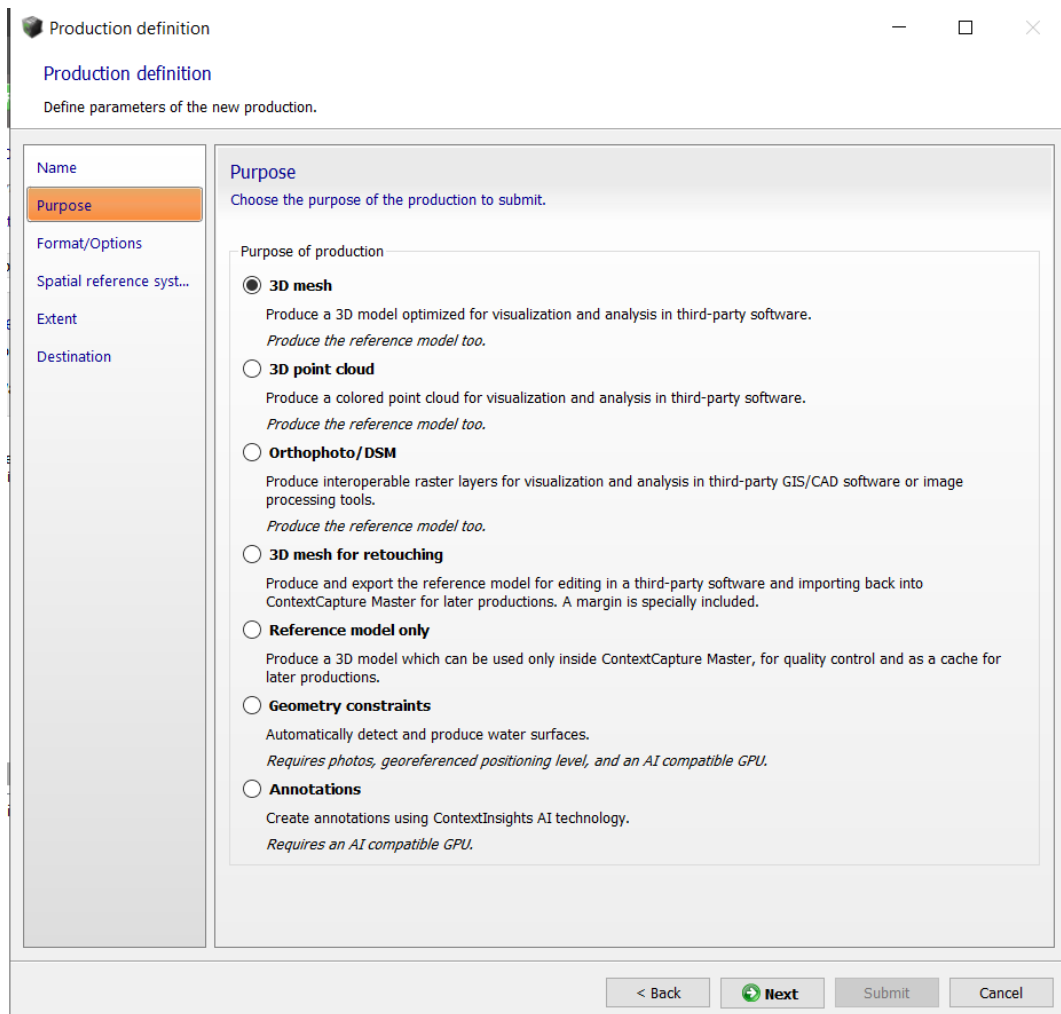 Production definition
Production definition
Define parameters of the new production.
Name
Purpose
Format/Options
Spatial reference syst...
Extent
Destination
Purpose
Choose the purpose of the production to submit.
Purpose of production
3D mesh
Produce a 3D model optimized for visualization and analysis in third-party software.
Produce the reference model too.
3D point cloud
Produce a colored point cloud for visualization and analysis in third-party software.
Produce the reference model too.
Orthophoto/DSM
Produce interoperable raster layers for visualization and analysis in third-party GIS/CAD software or image
processing tools.
Produce the reference model too.
3D mesh for retouching
Produce and export the reference model for editing in a third-party software and importing back into
ContextCapture Master for later productions. A margin is specially included.
Reference model only
Produce a 3D model which can be used only inside ContextCapture Master, for quality control and as a cache for
later productions.
Geometry constraints
Automatically detect and produce water surfaces.
Requires photos, georeferenced positioning level, and an AI compatible GPU.
Annotations
Create annotations using ContextInsights AI technology.
Requires an AI compatible GPU.
< Back
Next
Submit
Cancel